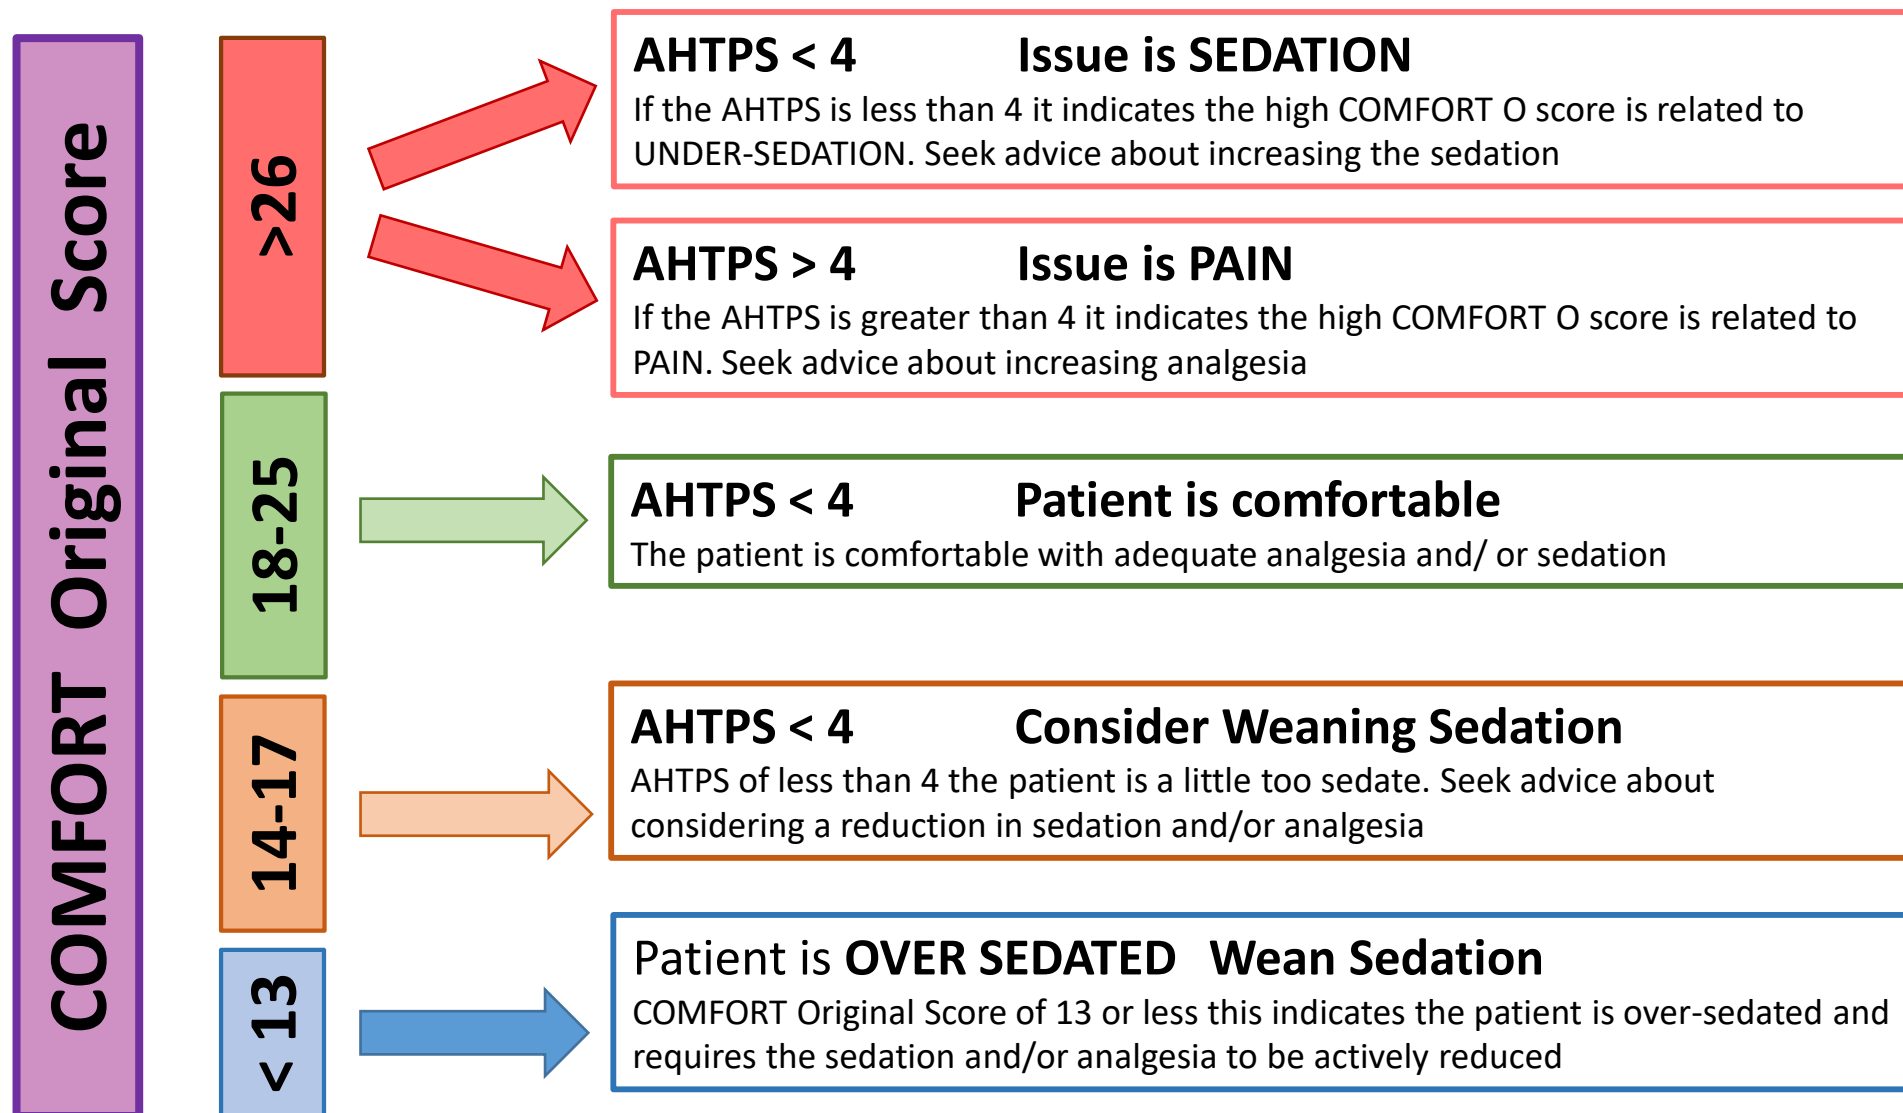 COMFORT Original Score
>26
AHTPS < 4 Issue is SEDATION
If the AHTPS is less than 4 it indicates the high COMFORT O score is related to
UNDER-SEDATION. Seek advice about increasing the sedation
AHTPS > 4 Issue is PAIN
If the AHTPS is greater than 4 it indicates the high COMFORT O score is related to
PAIN. Seek advice about increasing analgesia
18-25
AHTPS < 4 Patient is comfortable
The patient is comfortable with adequate analgesia and/ or sedation
14-17
AHTPS < 4 Consider Weaning Sedation
AHTPS of less than 4 the patient is a little too sedate. Seek advice about
considering a reduction in sedation and/or analgesia
< 13
Patient is OVER SEDATED Wean Sedation
COMFORT Original Score of 13 or less this indicates the patient is over-sedated and
requires the sedation and/or analgesia to be actively reduced